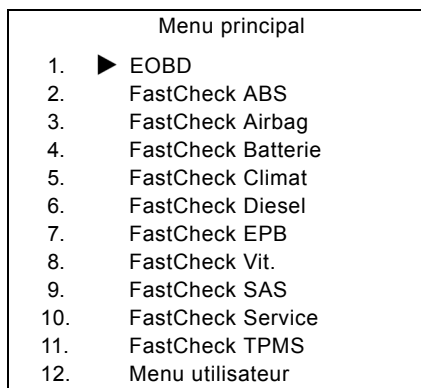 Menu principal
1. ▶ EOBD
2. FastCheck ABS
3. FastCheck Airbag
4. FastCheck Batterie
5. FastCheck Climat
6. FastCheck Diesel
7. FastCheck EPB
8. FastCheck Vit.
9. FastCheck SAS
10. FastCheck Service
11. FastCheck TPMS
12. Menu utilisateur